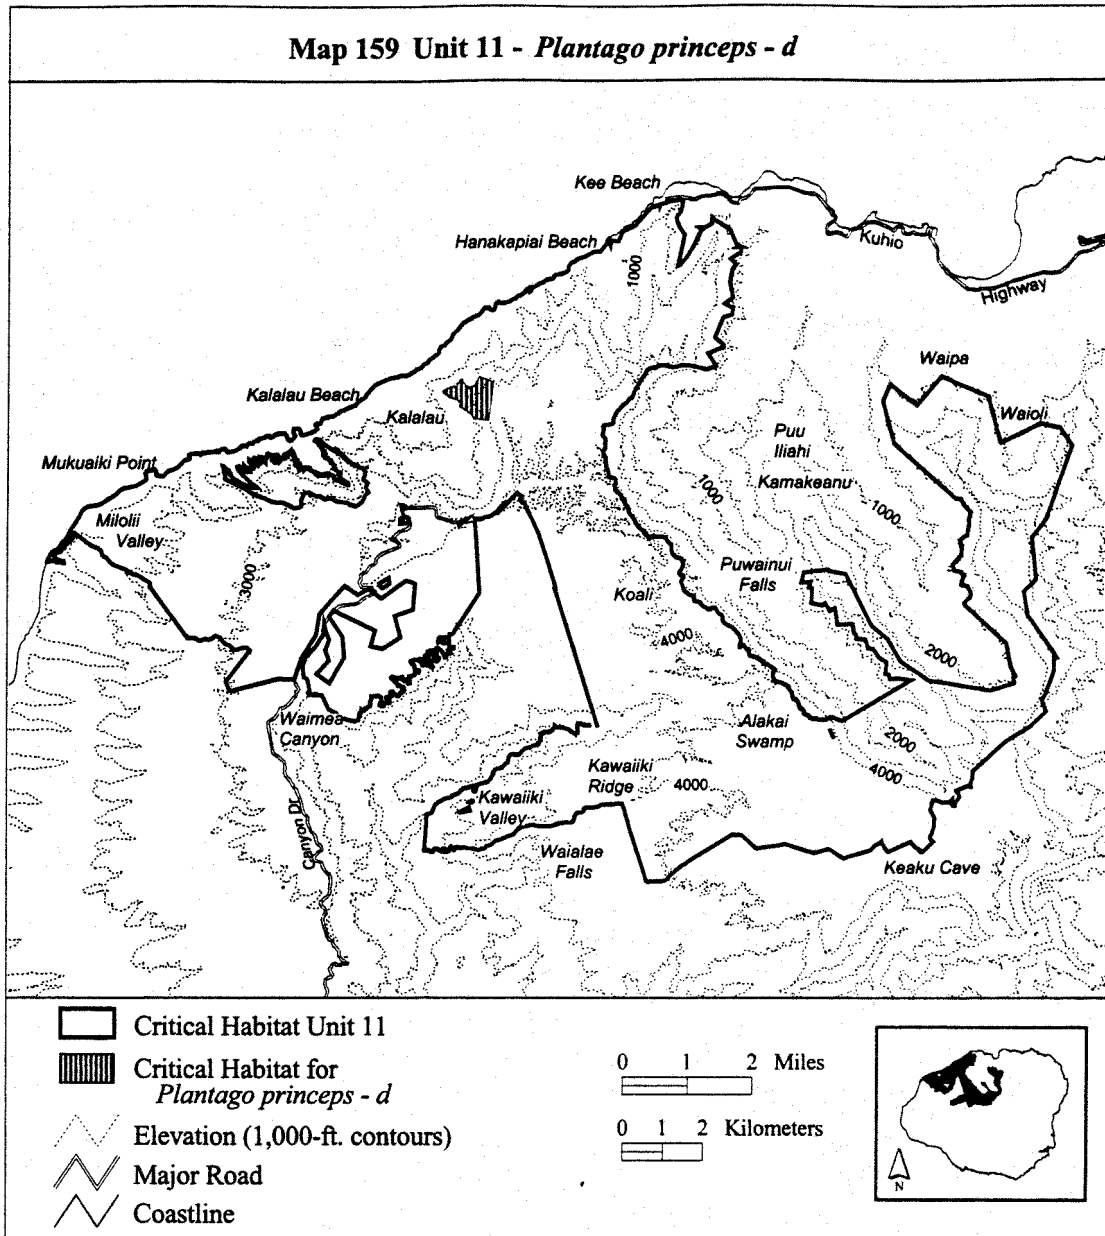 Map 159 Unit 11 - Plantago princeps - d
Kee Beach
Hanakapiai Beach
Kuhio
Highway
1000
Waipa
Kalalau Beach
Kalalau
Waioli
Puu
Iliahi
Mukuaiki Point
Kamakeanu
1000
1000
Milolii
Valley
3000
Puwainui
Falls
Koali
4000
2000
Waimea
Canyon
Alakai
Swamp
2000
4000
Kawaiiki
Ridge
4000
Kawaiiki
Valley
Canyon Dr.
Waialae
Falls
Keaku Cave
Critical Habitat Unit 11
Critical Habitat for
Plantago princeps - d
Elevation (1,000-ft. contours)
Major Road
Coastline
0 1 2 Miles
0 1 2 Kilometers
N